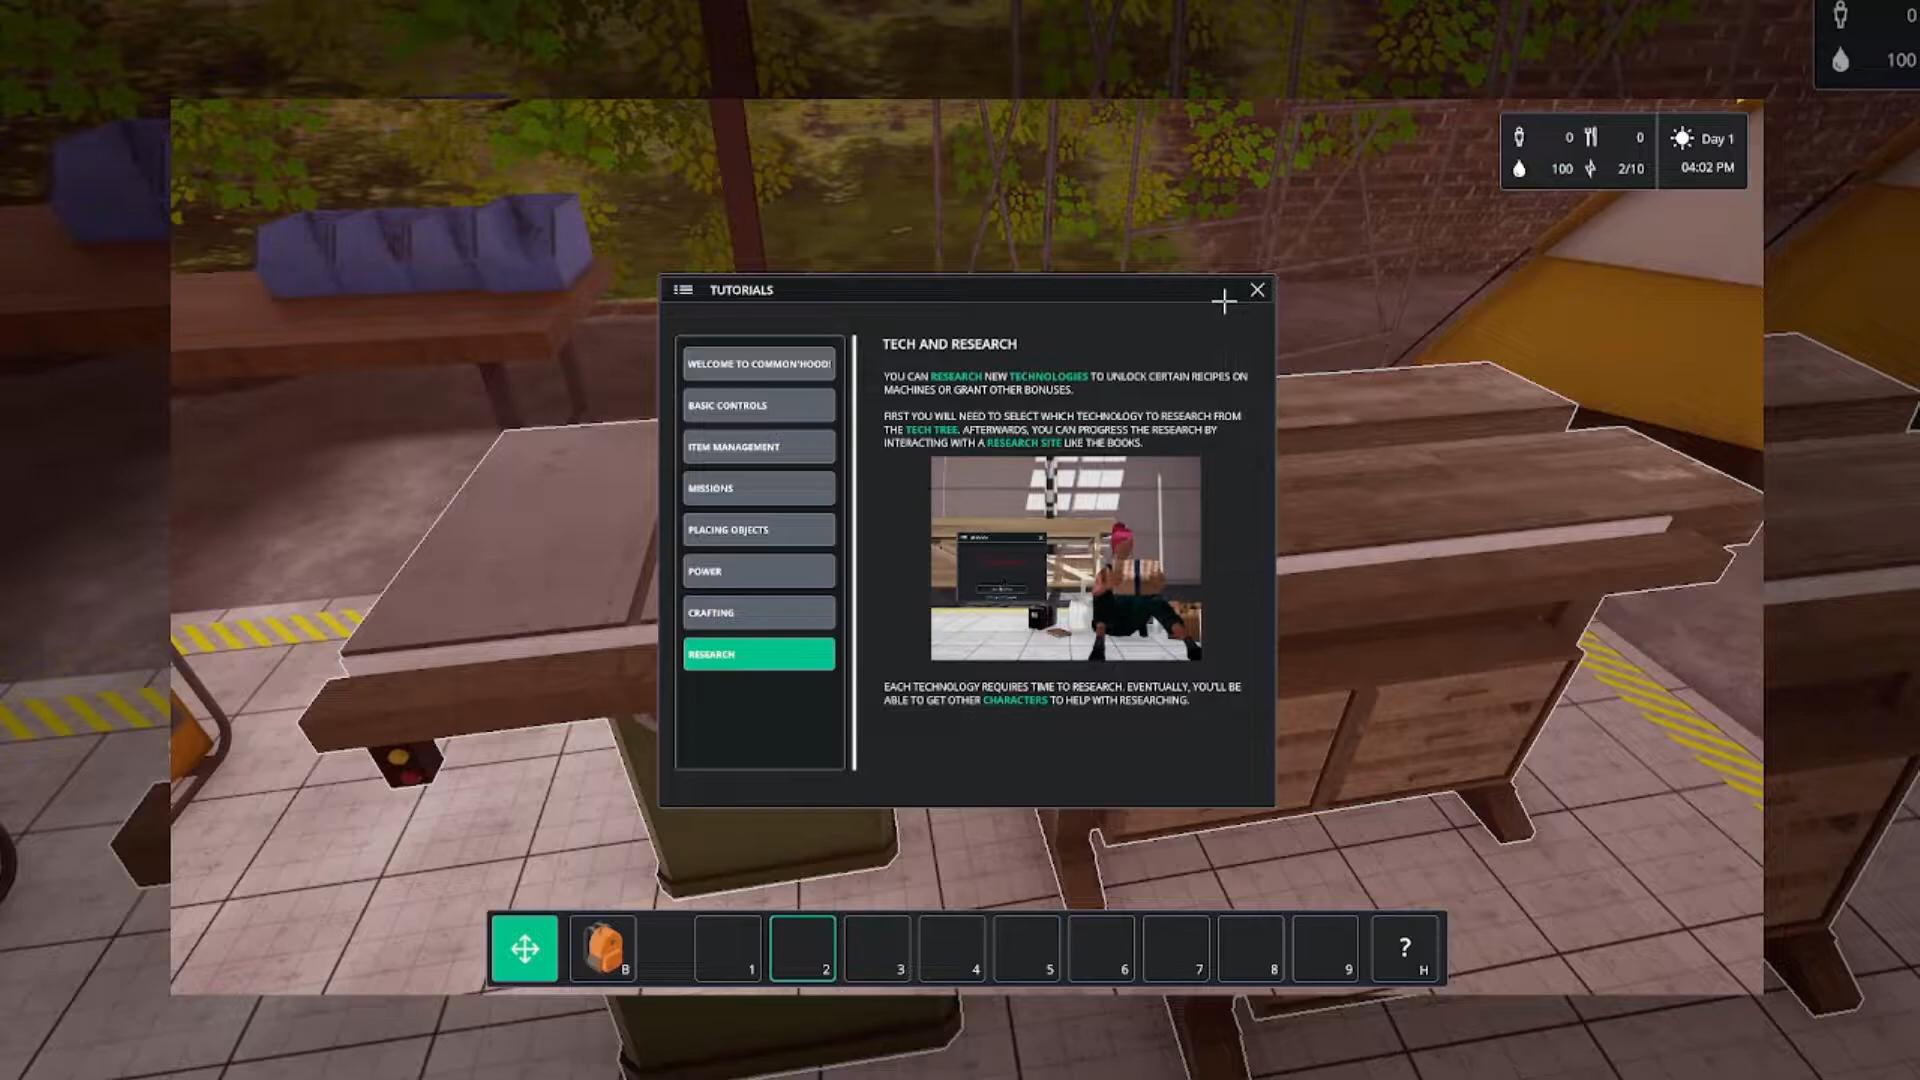 0
100
0
0
Day 1
100
2/10
04:02 PM
TUTORIALS
WELCOME TO COMMON'HOOD!
BASIC CONTROLS
ITEM MANAGEMENT
MISSIONS
PLACING OBJECTS
POWER
CRAFTING
RESEARCH
TECH AND RESEARCH
YOU CAN RESEARCH NEW TECHNOLOGIES TO UNLOCK CERTAIN RECIPES ON
MACHINES OR GRANT OTHER BONUSES.
FIRST YOU WILL NEED TO SELECT WHICH TECHNOLOGY TO RESEARCH FROM
THE TECH TREE. AFTERWARDS, YOU CAN PROGRESS THE RESEARCH BY
INTERACTING WITH A RESEARCH SITE LIKE THE BOOKS.
EACH TECHNOLOGY REQUIRES TIME TO RESEARCH. EVENTUALLY, YOU'LL BE
ABLE TO GET OTHER CHARACTERS TO HELP WITH RESEARCHING.
B
1
2
3
4
5
6
7
8
9
?
H